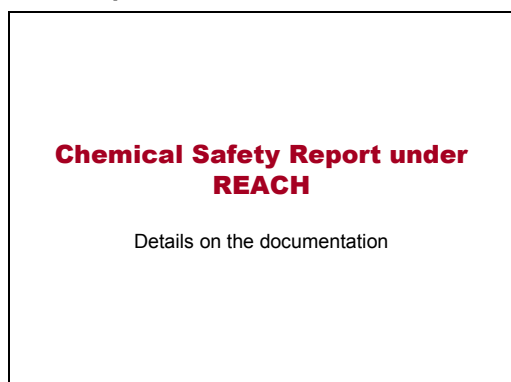 Chemical Safety Report under
REACH
Details on the documentation